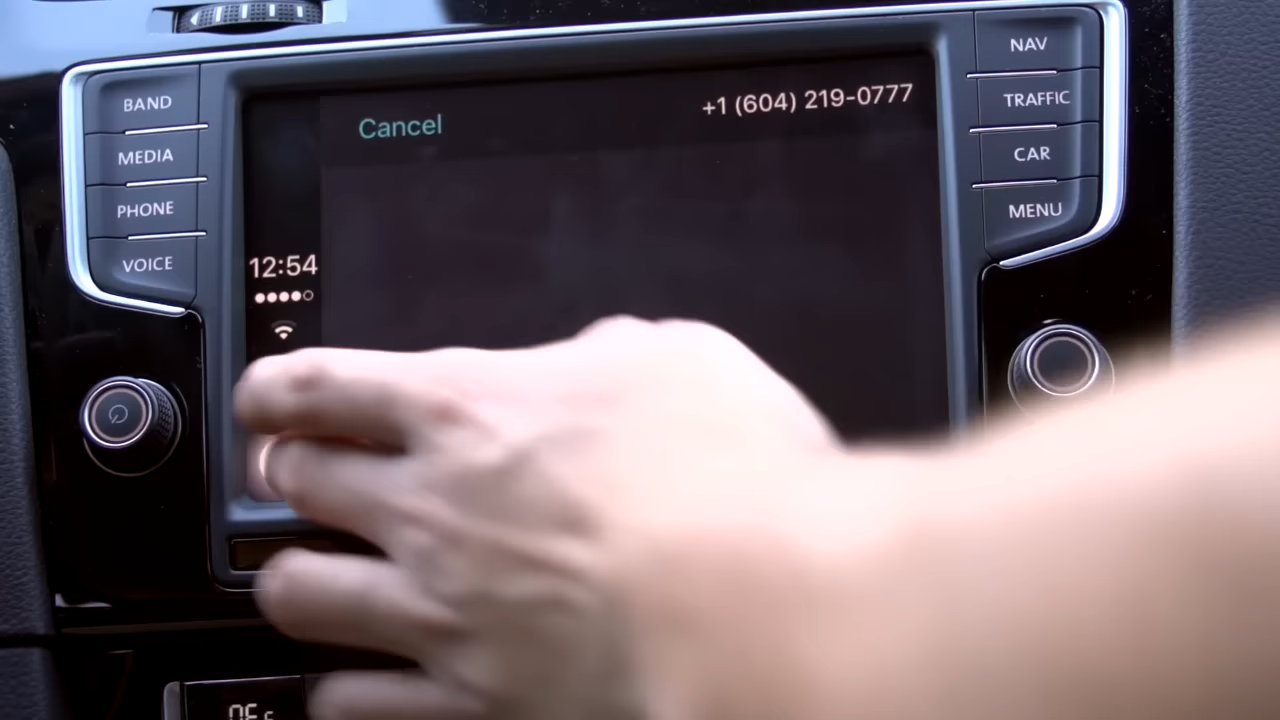 BAND
MEDIA
PHONE
VOICE
Cancel
+1 (604) 219-0777
12:54
NAV
TRAFFIC
CAR
MENU